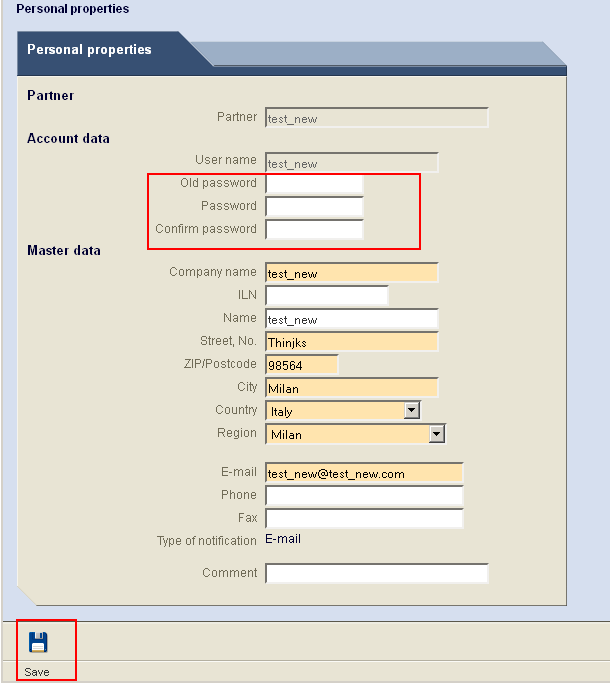 Personal properties
Personal properties
Partner
Partner test_new
Account data
User name test_new
Old password
Password
Confirm password
Master data
Company name test_new
ILN
Name test_new
Street, No. Thinjks
ZIP/Postcode 98564
City Milan
Country Italy
Region Milan
E-mail test_new@test_new.com
Phone
Fax
Type of notification E-mail
Comment
Save